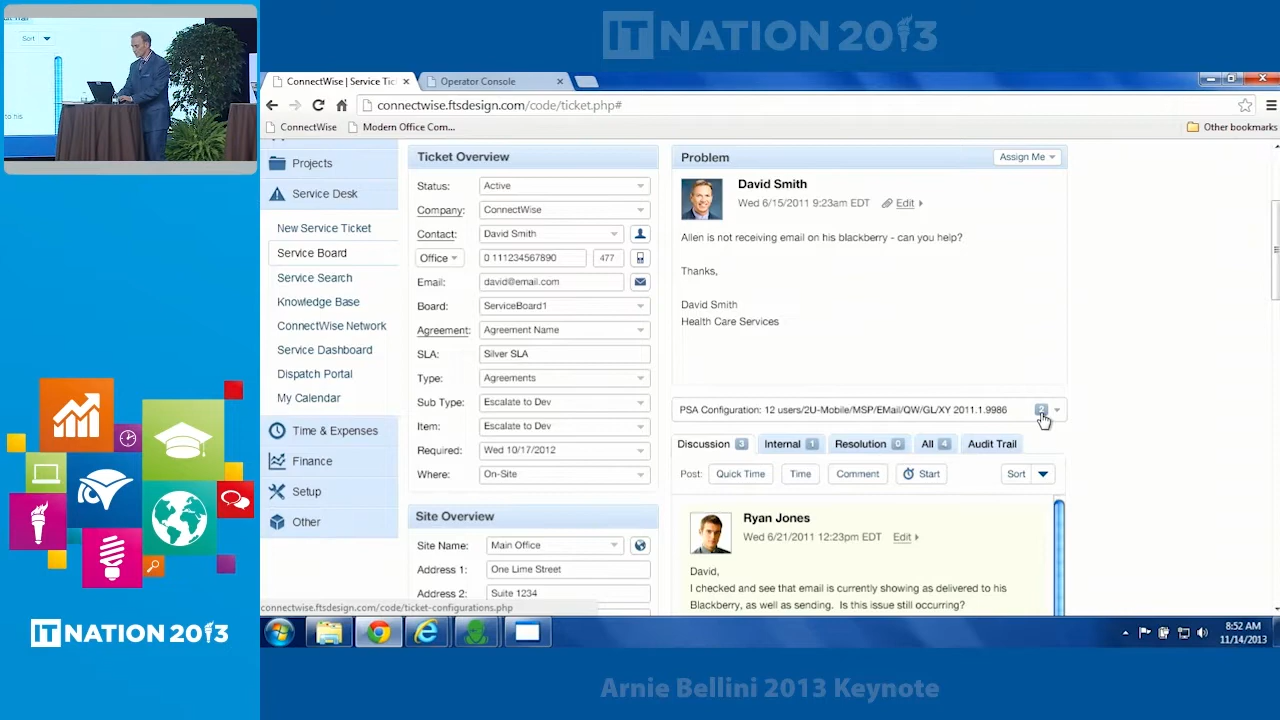 IT NATION 2013
Sort
to his
ConnectWise | Service Tic
Operator Console
connectwise.ftsdesign.com/code/ticket.php#
ConnectWise
Modern Office Com...
Other bookmarks
Projects
Service Desk
New Service Ticket
Service Board
Service Search
Knowledge Base
ConnectWise Network
Service Dashboard
Dispatch Portal
My Calendar
Time & Expenses
Finance
Setup
Other
Ticket Overview
Status: Active
Company: ConnectWise
Contact: David Smith
Office 0 111234567890 477
Email: david@email.com
Board: ServiceBoard1
Agreement: Agreement Name
SLA: Silver SLA
Type: Agreements
Sub Type: Escalate to Dev
Item: Escalate to Dev
Required: Wed 10/17/2012
Where: On-Site
Site Overview
Site Name: Main Office
Address 1: One Lime Street
Address 2: Suite 1234
Problem Assign Me
David Smith
Wed 6/15/2011 9:23am EDT Edit
Allen is not receiving email on his blackberry - can you help?
Thanks,
David Smith
Health Care Services
PSA Configuration: 12 users/2U-Mobile/MSP/EMail/QW/GL/XY 2011.1.9986 2
Discussion 3 Internal 1 Resolution 0 All 4 Audit Trail
Post: Quick Time Time Comment Start Sort
Ryan Jones
Wed 6/21/2011 12:23pm EDT Edit
David,
I checked and see that email is currently showing as delivered to his
Blackberry, as well as sending. Is this issue still occurring?
connectwise.ftsdesign.com/code/ticket-configurations.php
8:52 AM
11/14/2013
IT NATION 2013
Arnie Bellini 2013 Keynote